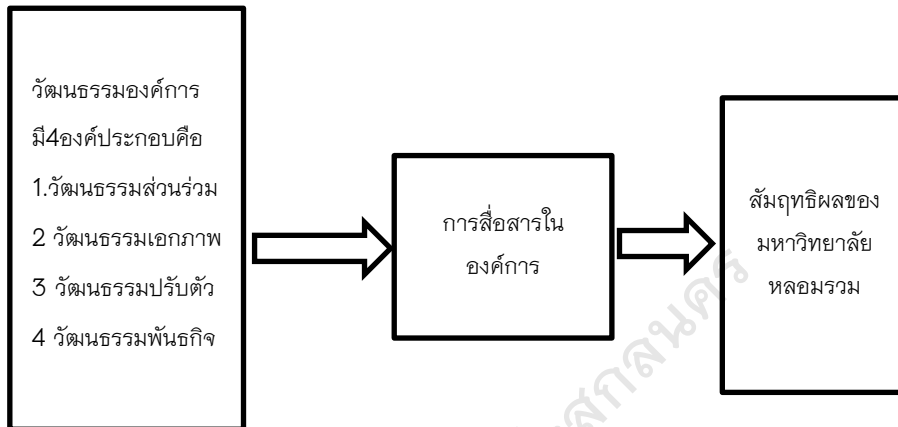 วัฒนธรรมองค์การ
มี4องค์ประกอบคือ
1.วัฒนธรรมส่วนร่วม
2 วัฒนธรรมเอกภาพ
3 วัฒนธรรมปรับตัว
4 วัฒนธรรมพันธกิจ
การสื่อสารใน
องค์การ
สัมฤทธิผลของ
มหาวิทยาลัย
หลอมรวม